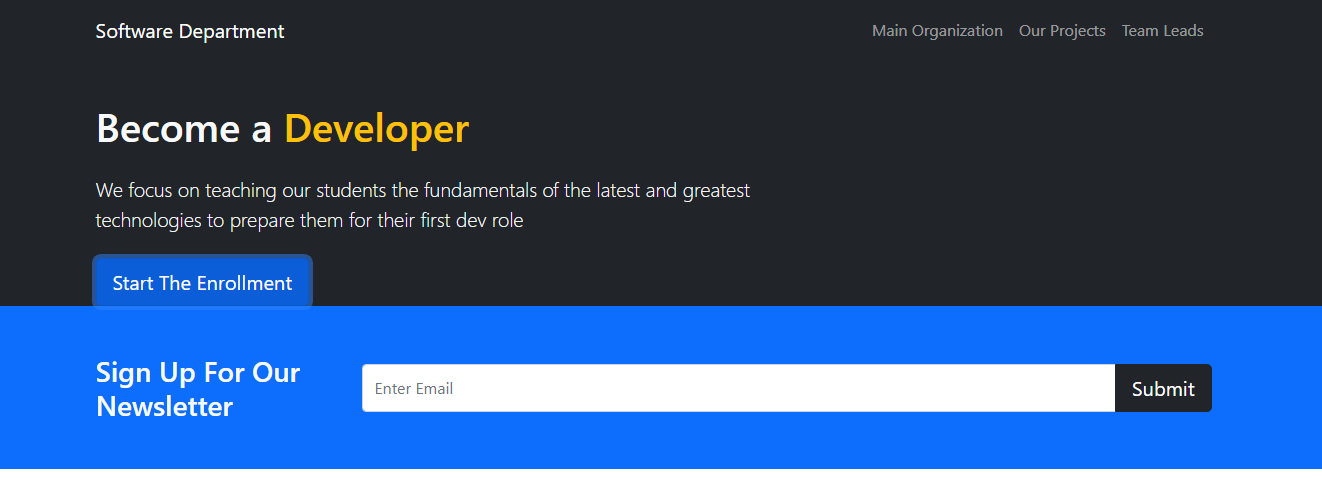 Software Department
Main Organization Our Projects Team Leads
Become a Developer
We focus on teaching our students the fundamentals of the latest and greatest
technologies to prepare them for their first dev role
Start The Enrollment
Sign Up For Our
Newsletter
Enter Email
Submit